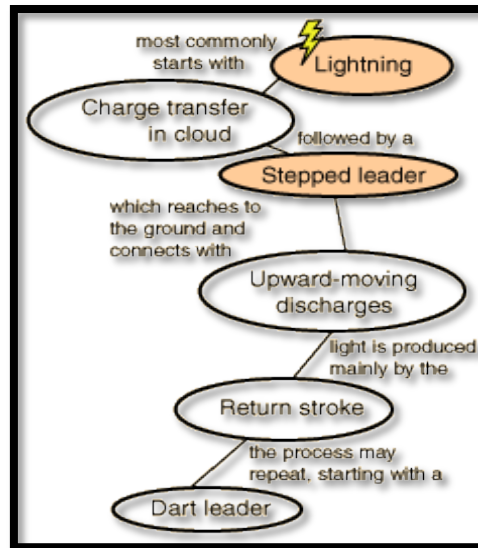 most commonly
starts with
Lightning
Charge transfer
in cloud
followed by a
Stepped leader
which reaches to
the ground and
connects with
Upward-moving
discharges
light is produced
mainly by the
Return stroke
the process may
repeat, starting with a
Dart leader